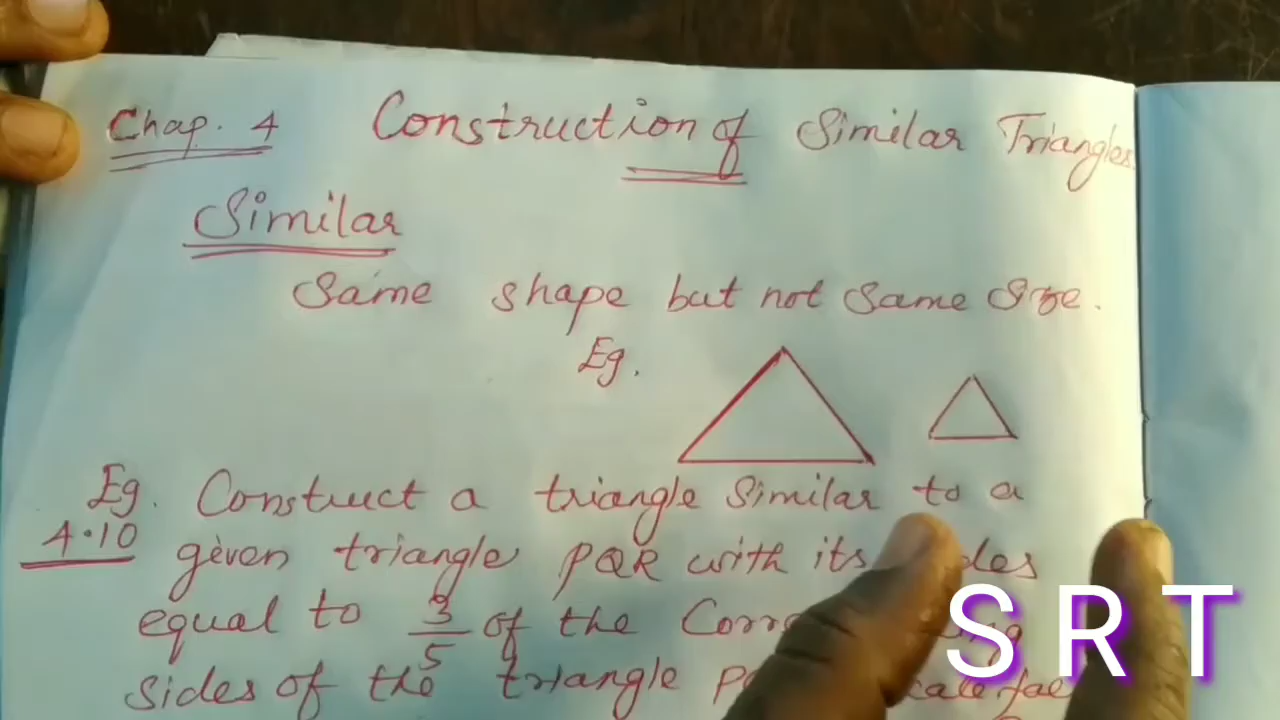 Chap. 4 Construction of Similar Triangles.
Similar
Same shape but not same size.
Eg.
Eg. Construct a triangle similar to a
4.10 given triangle PQR with its
equal to 3/5 of the
sides of the triangle
SRT